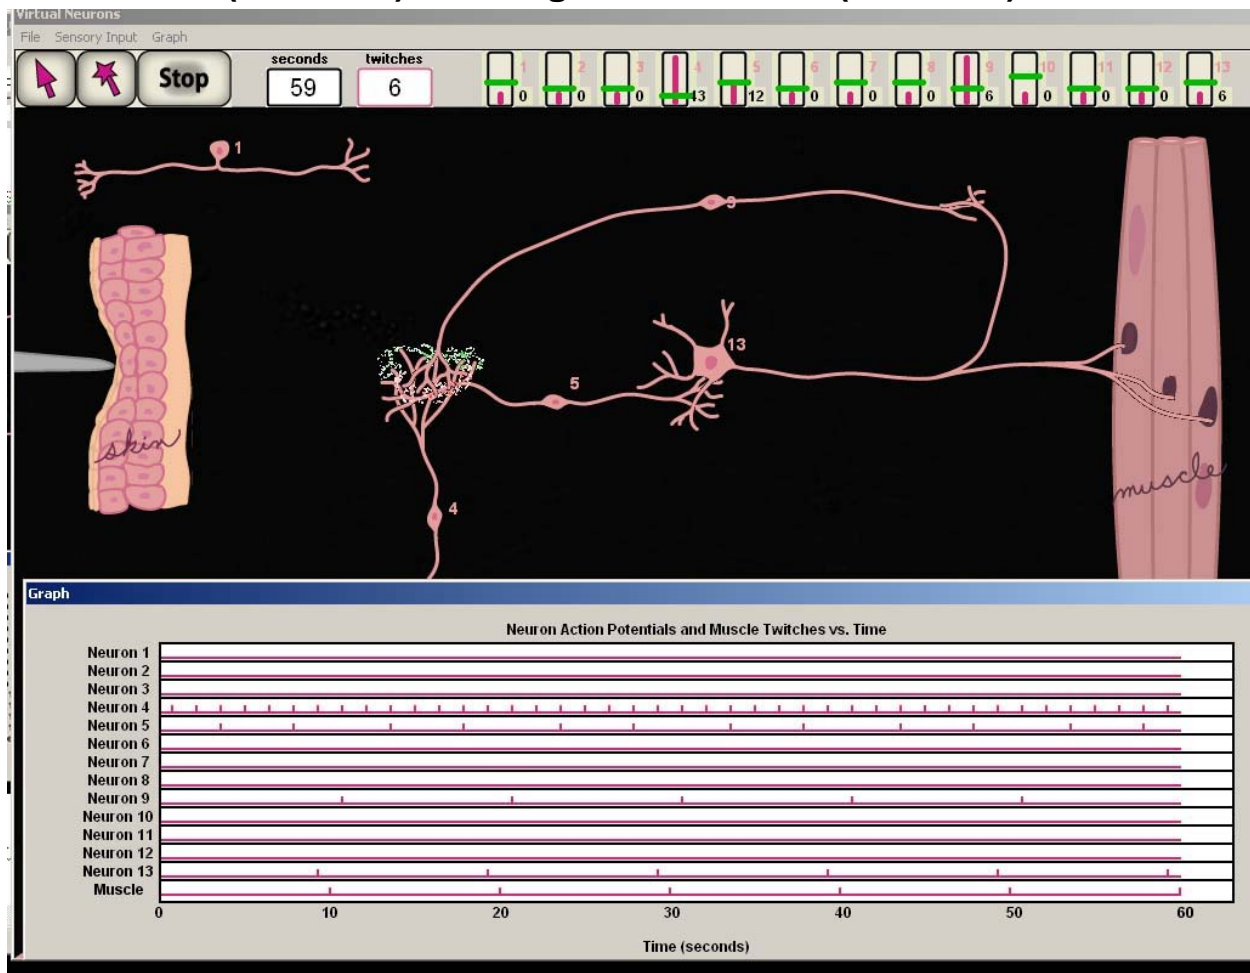 Virtual Neurons
File Sensory Input Graph
Stop
seconds
59
twitches
6
1 2 3 4 5 6 7 8 9 10 11 12 13
0 0 0 43 12 0 0 0 6 0 0 0 6
1
9
13
5
4
skin
muscle
Graph
Neuron Action Potentials and Muscle Twitches vs. Time
Neuron 1
Neuron 2
Neuron 3
Neuron 4
Neuron 5
Neuron 6
Neuron 7
Neuron 8
Neuron 9
Neuron 10
Neuron 11
Neuron 12
Neuron 13
Muscle
0 10 20 30 40 50 60
Time (seconds)